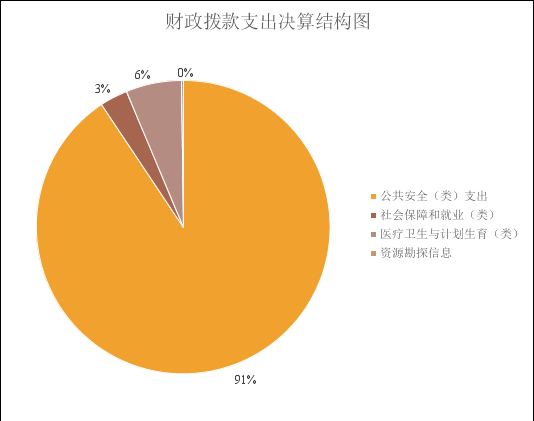 财政拨款支出决算结构图
0%
6%
3%
公共安全（类）支出
社会保障和就业（类）
医疗卫生与计划生育（类）
资源勘探信息
91%